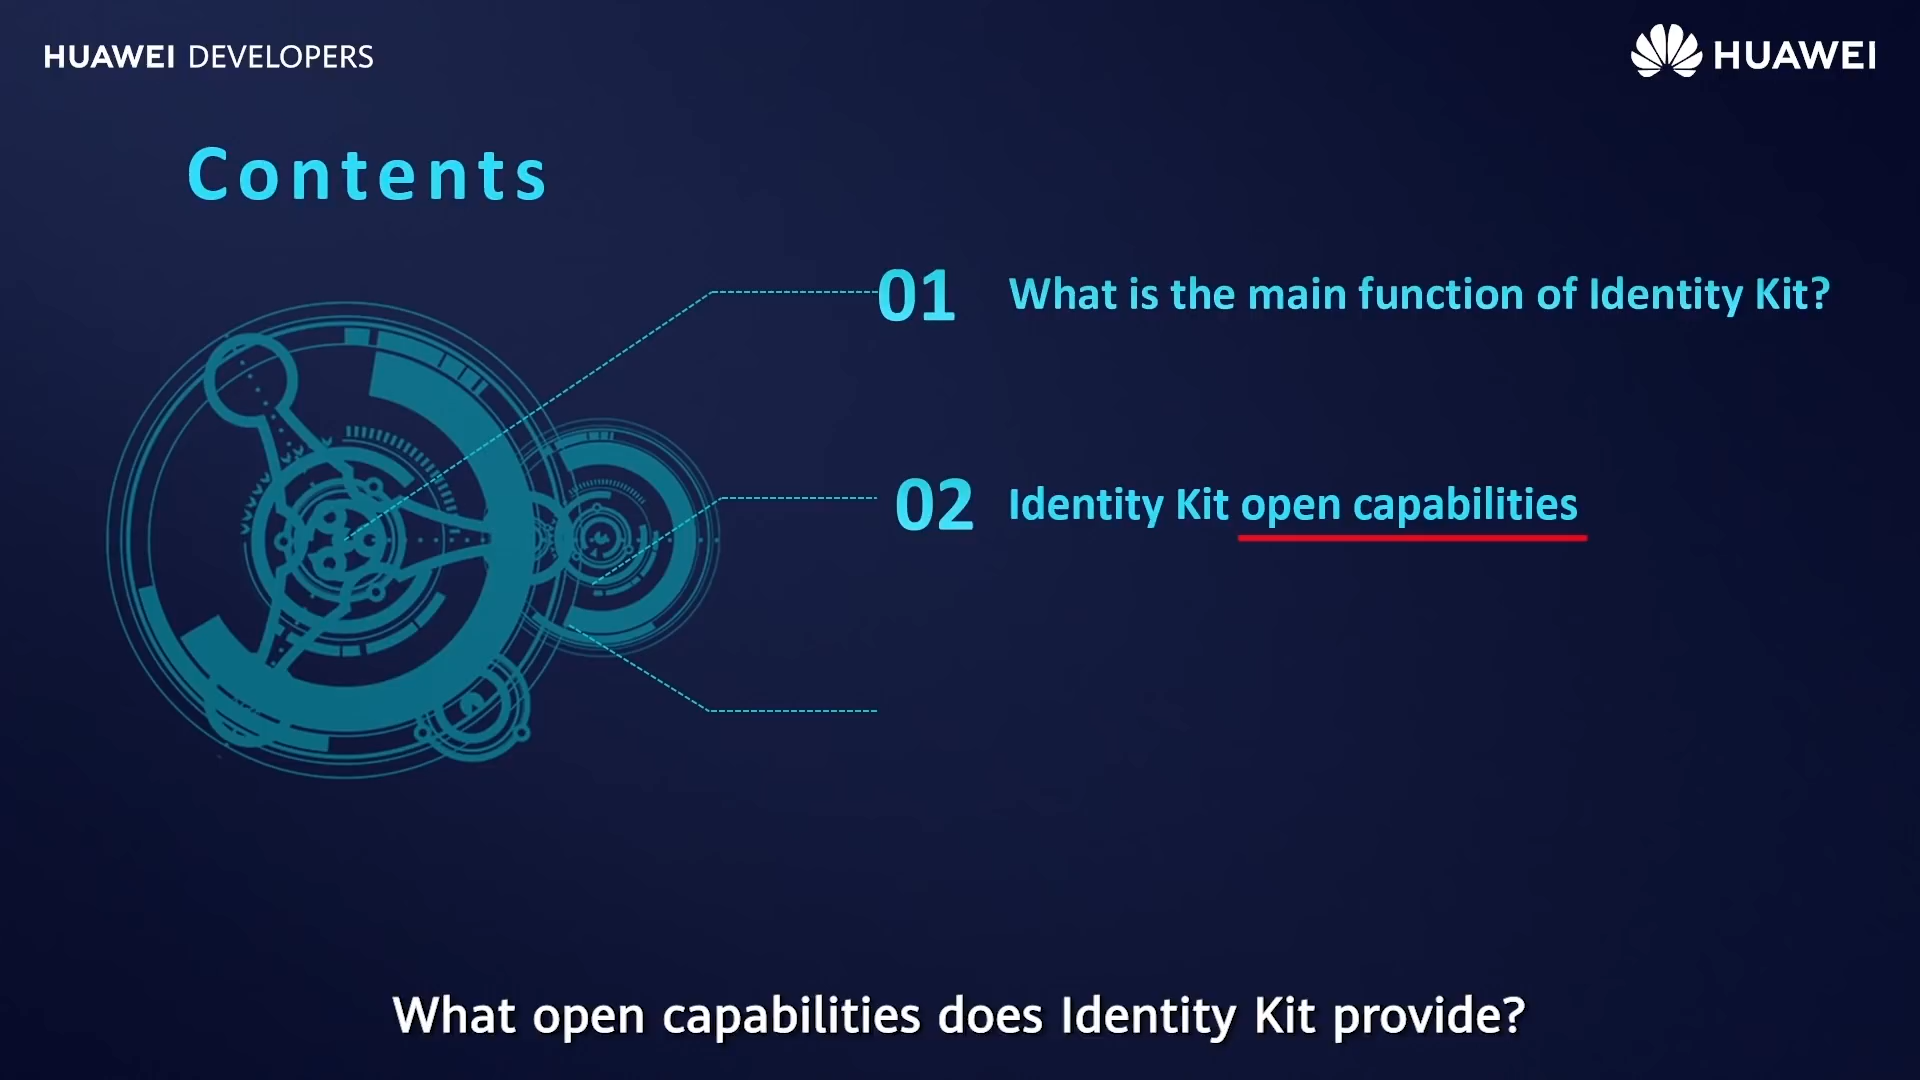 HUAWEI DEVELOPERS
HUAWEI
Contents
01 What is the main function of Identity Kit?
02 Identity Kit open capabilities
What open capabilities does Identity Kit provide?